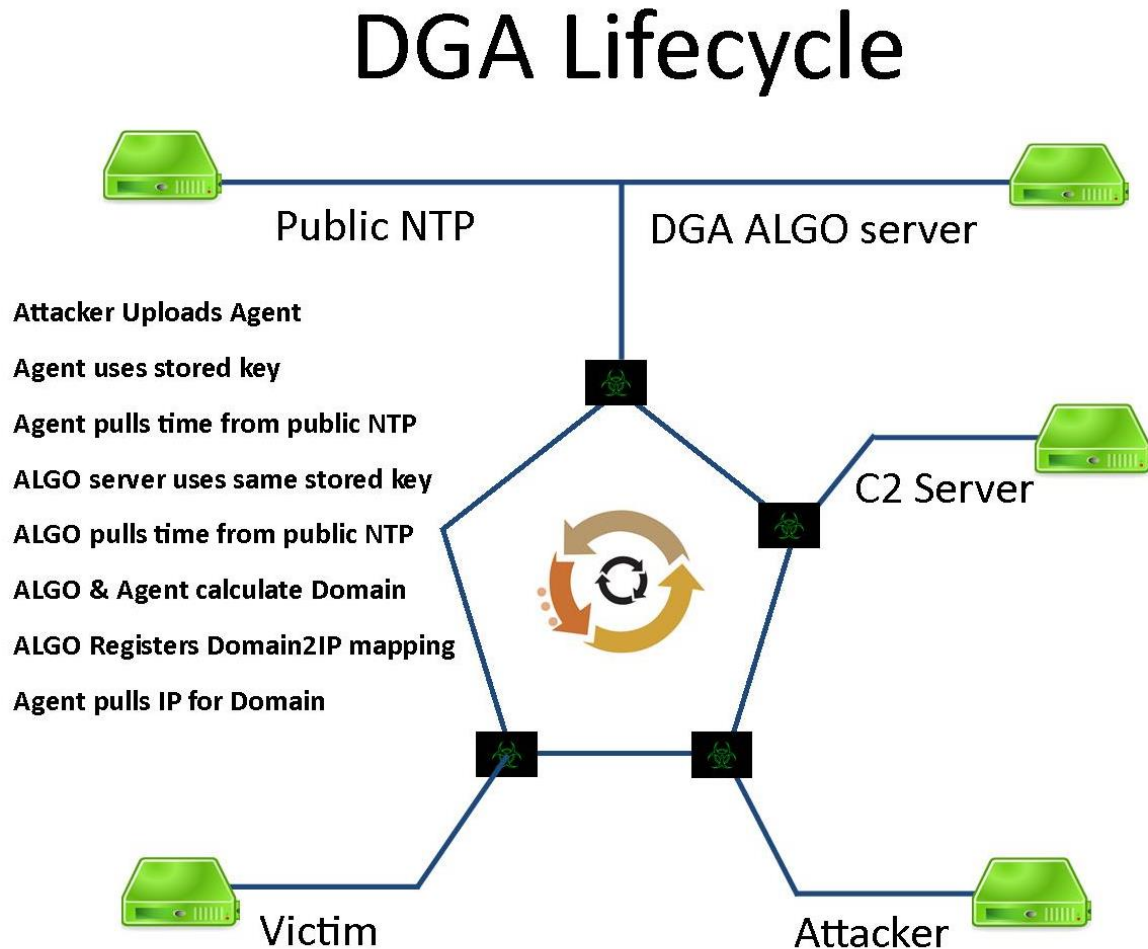 DGA Lifecycle
Public NTP
DGA ALGO server
Attacker Uploads Agent
Agent uses stored key
Agent pulls time from public NTP
ALGO server uses same stored key
ALGO pulls time from public NTP
ALGO & Agent calculate Domain
ALGO Registers Domain2IP mapping
Agent pulls IP for Domain
C2 Server
Victim
Attacker